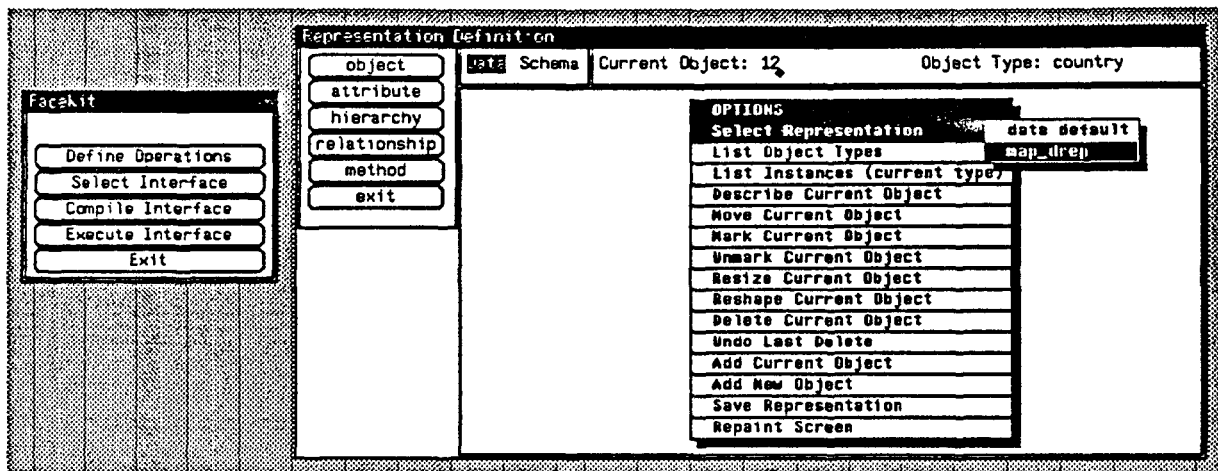 Facekit
Define Operations
Select Interface
Compile Interface
Execute Interface
Exit
Representation Definition
object
attribute
hierarchy
relationship
method
exit
Data Schema Current Object: 12 Object Type: country
OPTIONS
Select Representation
List Object Types
List Instances (current type)
Describe Current Object
Move Current Object
Mark Current Object
Unmark Current Object
Resize Current Object
Reshape Current Object
Delete Current Object
Undo Last Delete
Add Current Object
Add New Object
Save Representation
Repaint Screen
data default
map_drep